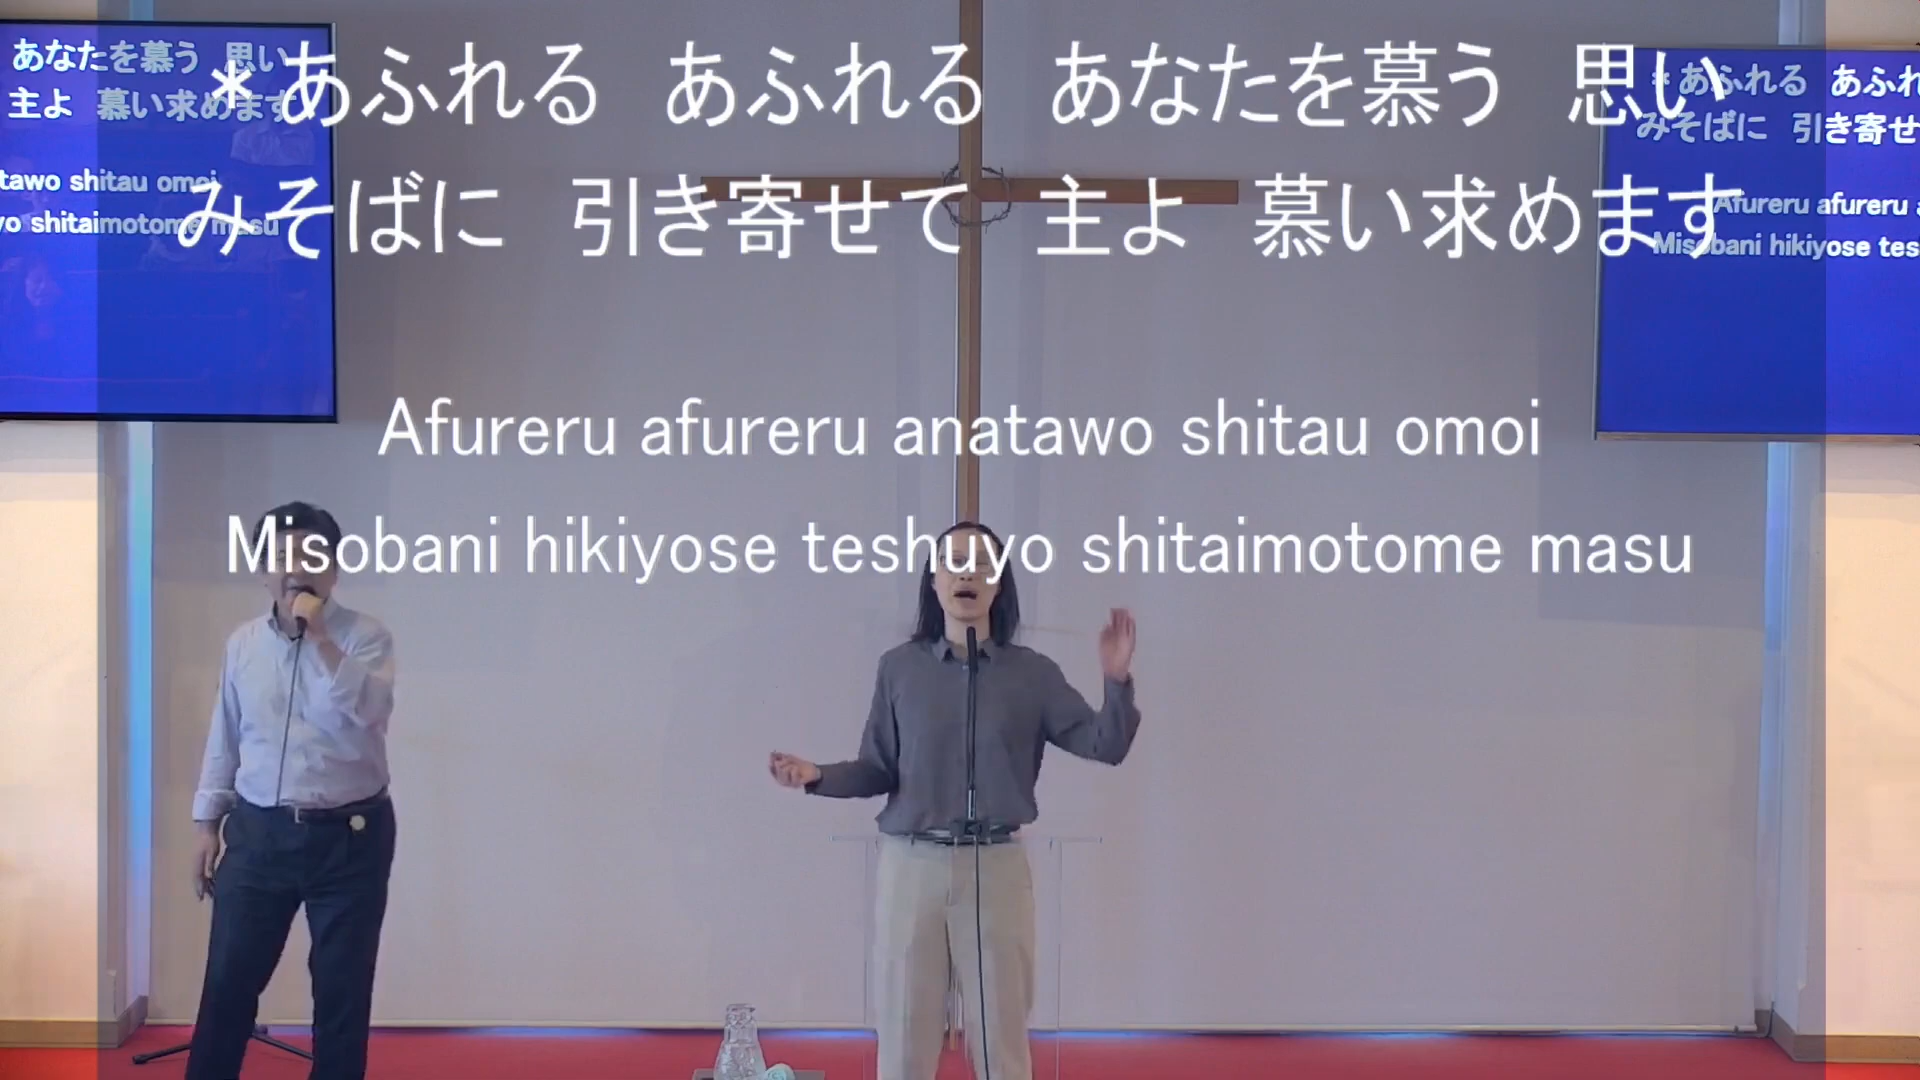 ＊あふれる　あふれる　あなたを慕う　思い
みそばに　引き寄せて　主よ　慕い求めます
Afureru afureru anatawo shitau omoi
Misobani hikiyose teshuyo shitaimotome masu
あなたを慕う　思い
主よ　慕い求めます
tawo shitau omoi
yo shitaimotome masu
＊あふれる　あふれ
みそばに　引き寄せ
Afureru afureru
Misobani hikiyose tes